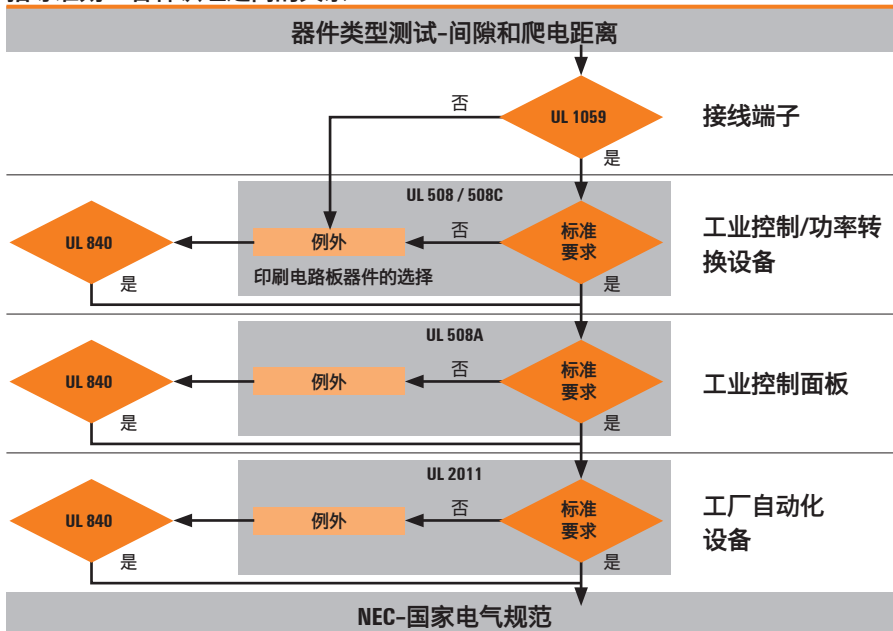 器件类型测试-间隙和爬电距离
否
UL 1059
接线端子
是
UL 508 / 508C
UL 840
例外
否
标准
要求
工业控制/功率转
换设备
是
印刷电路板器件的选择
是
UL 508A
UL 840
例外
否
标准
要求
工业控制面板
是
是
UL 2011
UL 840
例外
否
标准
要求
工厂自动化
设备
是
是
NEC-国家电气规范